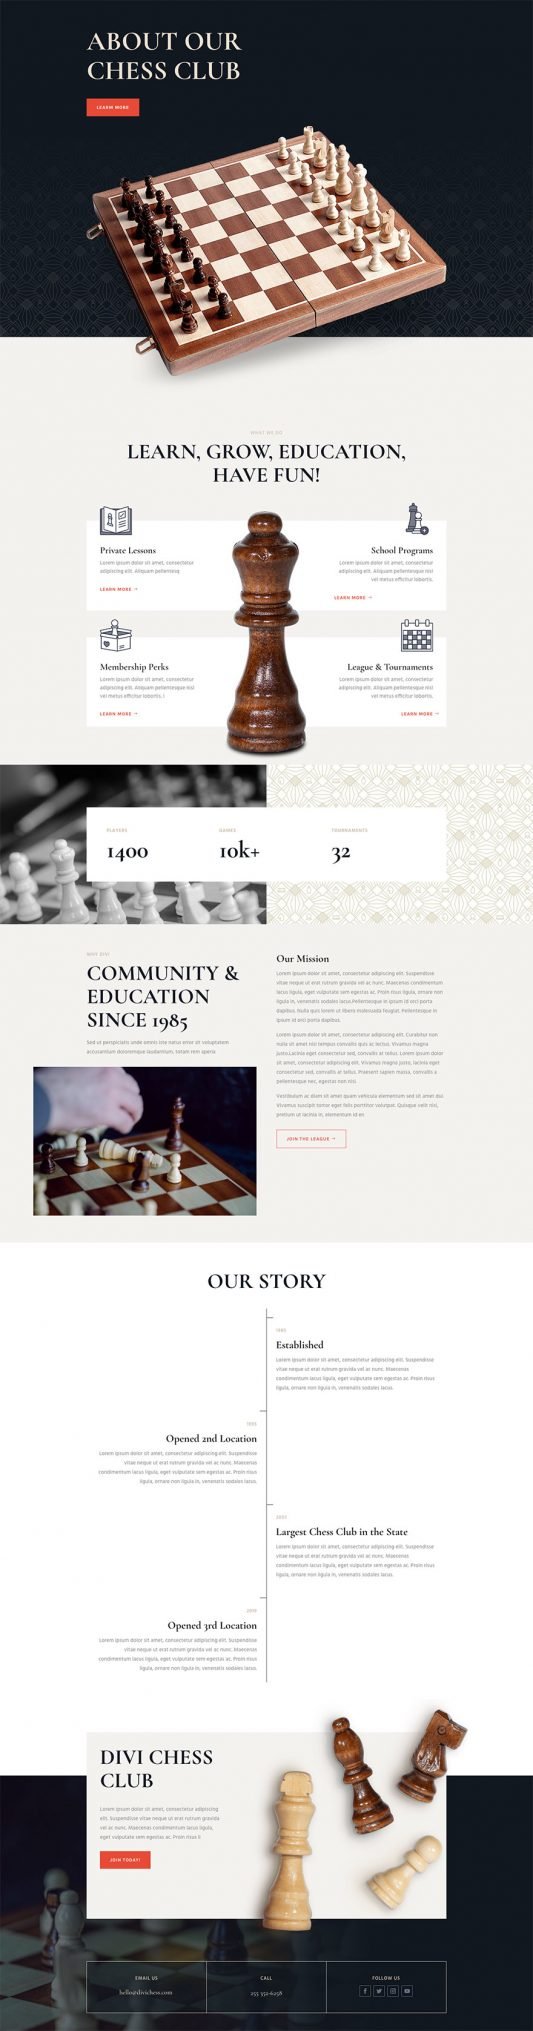 ABOUT OUR
CHESS CLUB
LEARN MORE
WHAT WE DO
LEARN, GROW, EDUCATION,
HAVE FUN!
Private Lessons
Lorem ipsum dolor sit amet, consectetur
adipiscing elit. Aliquam pellentesq
LEARN MORE →
School Programs
Lorem ipsum dolor sit amet, consectetur
adipiscing elit. Aliquam pellentesque nisl
vel metus efficitur lobortis.
LEARN MORE →
Membership Perks
Lorem ipsum dolor sit amet, consectetur
adipiscing elit. Aliquam pellentesque nisl
vel metus efficitur lobortis. l
LEARN MORE →
League & Tournaments
Lorem ipsum dolor sit amet, consectetur
adipiscing elit. Aliquam pellentesque nisl
vel metus efficitur lobortis.
LEARN MORE →
PLAYERS
1400
GAMES
10k+
TOURNAMENTS
32
WHY DIVI
COMMUNITY &
EDUCATION
SINCE 1985
Sed ut perspiciatis unde omnis iste natus error sit voluptatem
accusantium doloremque laudantium, totam rem aperia
Our Mission
Lorem ipsum dolor sit amet, consectetur adipiscing elit. Suspendisse
vitae neque ut erat rutrum gravida vel ac nunc. Maecenas condimentum
lacus ligula, eget vulputate sem egestas ac. Proin risus ligula, ornare non
ligula in, venenatis sodales lacus.Pellentesque in ipsum id orci porta
dapibus. Nulla quis lorem ut libero malesuada feugiat. Pellentesque in
ipsum id orci porta dapibus.
Lorem ipsum dolor sit amet, consectetur adipiscing elit. Curabitur non
nulla sit amet nisl tempus convallis quis ac lectus. Vivamus magna
justo,Lacinia eget consectetur sed, convallis at tellus. Lorem ipsum dolor
sit amet, consectetur adipiscing elit. Vivamus magna justo, lacinia eget
consectetur sed, convallis at tellus. Praesent sapien massa, convallis a
pellentesque nec, egestas non nisi
Vestibulum ac diam sit amet quam vehicula elementum sed sit amet dui.
Vivamus suscipit tortor eget felis porttitor volutpat. Quisque velit nisi,
pretium ut lacinia in, elementum id en
JOIN THE LEAGUE →
OUR STORY
1985
Established
Lorem ipsum dolor sit amet, consectetur adipiscing elit. Suspendisse
vitae neque ut erat rutrum gravida vel ac nunc. Maecenas
condimentum lacus ligula, eget vulputate sem egestas ac. Proin risus
ligula, ornare non ligula in, venenatis sodales lacus.
Opened 2nd Location
Lorem ipsum dolor sit amet, consectetur adipiscing elit. Suspendisse
vitae neque ut erat rutrum gravida vel ac nunc. Maecenas
condimentum lacus ligula, eget vulputate sem egestas ac. Proin risus
ligula, ornare non ligula in, venenatis sodales lacus.
Largest Chess Club in the State
Lorem ipsum dolor sit amet, consectetur adipiscing elit. Suspendisse
vitae neque ut erat rutrum gravida vel ac nunc. Maecenas
condimentum lacus ligula, eget vulputate sem egestas ac. Proin risus
ligula, ornare non ligula in, venenatis sodales lacus.
Opened 3rd Location
Lorem ipsum dolor sit amet, consectetur adipiscing elit. Suspendisse
vitae neque ut erat rutrum gravida vel ac nunc. Maecenas
condimentum lacus ligula, eget vulputate sem egestas ac. Proin risus
ligula, ornare non ligula in, venenatis sodales lacus.
DIVI CHESS
CLUB
Lorem ipsum dolor sit amet, consectetur adipiscing
elit. Suspendisse vitae neque ut erat rutrum gravida
vel ac nunc. Maecenas condimentum lacus ligula,
eget vulputate sem egestas ac. Proin risus li
JOIN TODAY!
EMAIL US
hello@divichess.com
CALL
255 352-6258
FOLLOW US